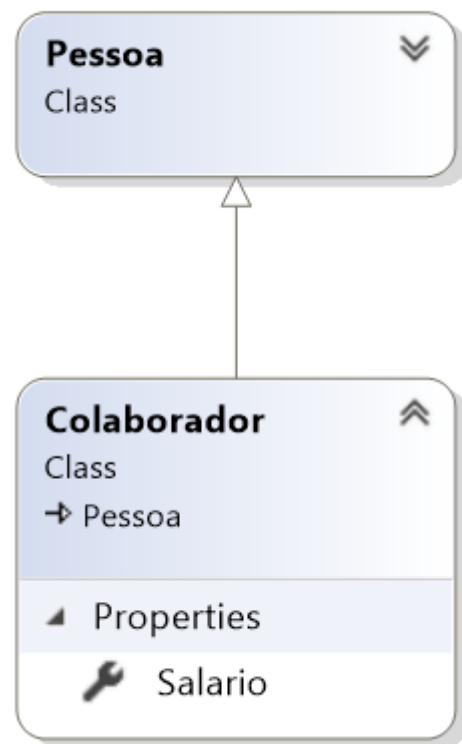 Pessoa
Class
Colaborador
Class
Pessoa
Properties
Salario